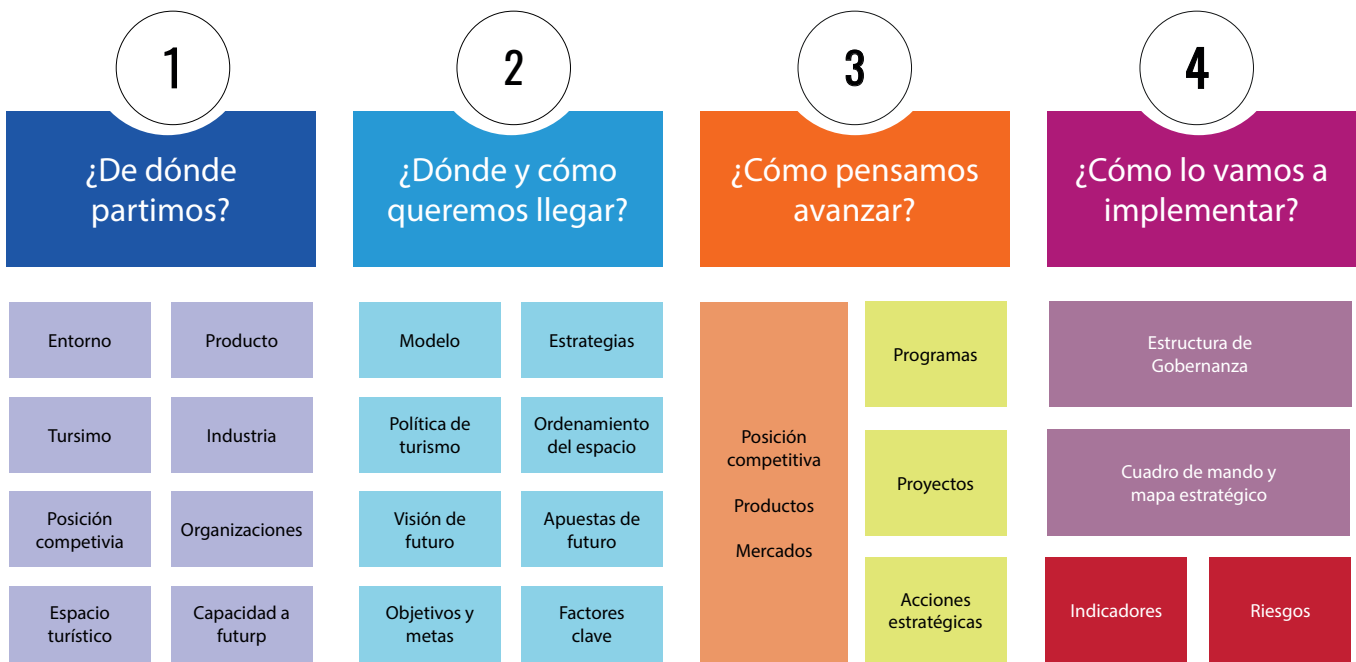 1
¿De dónde
partimos?
Entorno
Producto
Tursimo
Industria
Posición
competivia
Organizaciones
Espacio
turístico
Capacidad a
futurp
2
¿Dónde y cómo
queremos llegar?
Modelo
Estrategias
Política de
turismo
Ordenamiento
del espacio
Visión de
futuro
Apuestas de
futuro
Objetivos y
metas
Factores
clave
3
¿Cómo pensamos
avanzar?
Posición
competitiva
Productos
Mercados
Programas
Proyectos
Acciones
estratégicas
4
¿Cómo lo vamos a
implementar?
Estructura de
Gobernanza
Cuadro de mando y
mapa estratégico
Indicadores
Riesgos